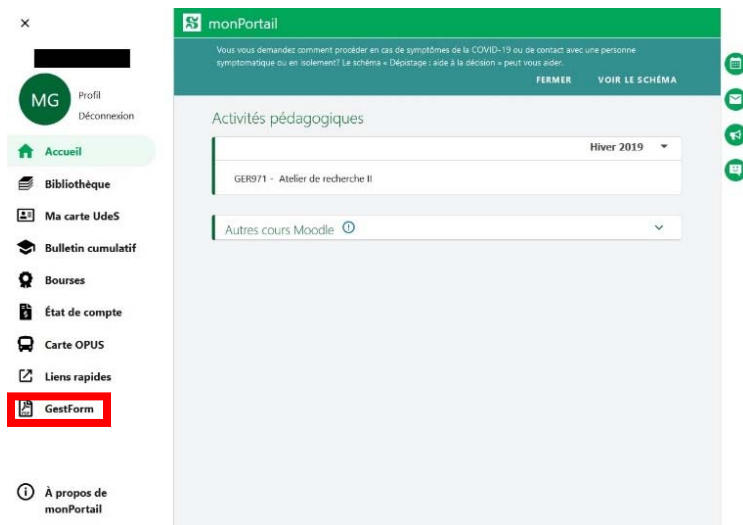 monPortail
Vous vous demandez comment procéder en cas de symptômes de la COVID-19 ou de contact avec une personne
symptomatique ou en isolement? Le schéma « Dépistage : aide à la décision » peut vous aider.
FERMER VOIR LE SCHÉMA
MG
Profil
Déconnexion
Accueil
Bibliothèque
Ma carte UdeS
Bulletin cumulatif
Bourses
État de compte
Carte OPUS
Liens rapides
GestForm
À propos de
monPortail
Activités pédagogiques
Hiver 2019
GER971 - Atelier de recherche II
Autres cours Moodle